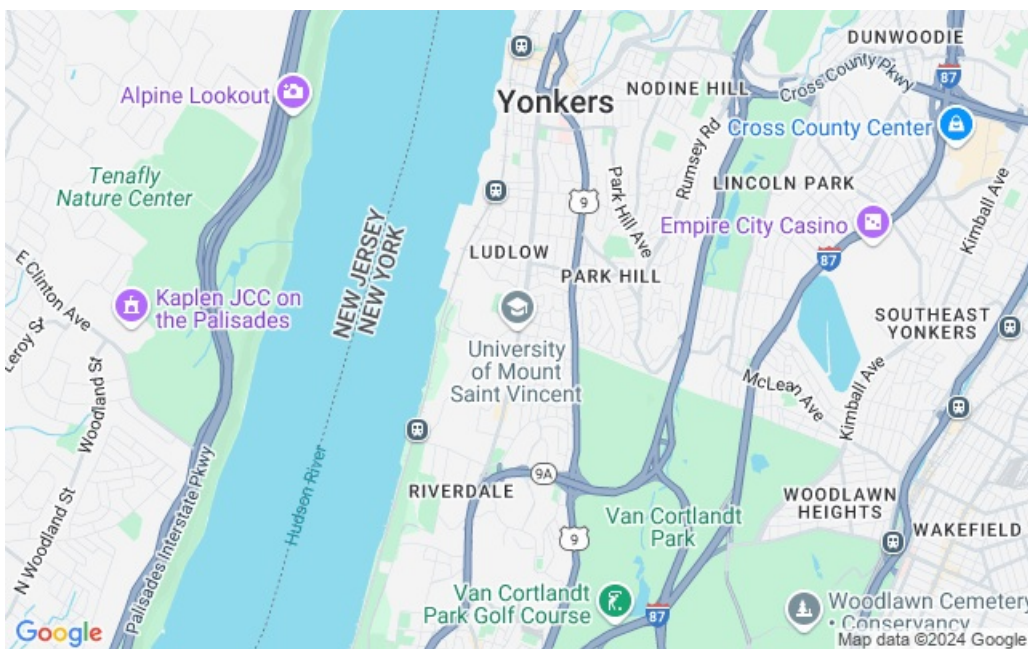 DUNWOODIE
Cross County Pkwy
87
Alpine Lookout
Yonkers
NODINE HILL
Cross County Center
Rumsey Rd
Tenafly
Nature Center
Park Hill Ave
LINCOLN PARK
Kimball Ave
9
Empire City Casino
NEW JERSEY
NEW YORK
LUDLOW
87
PARK HILL
E Clinton Ave
Kaplen JCC on
the Palisades
SOUTHEAST
YONKERS
Leroy St
University
of Mount
Saint Vincent
Woodland St
McLean Ave
Kimball Ave
Palisades Interstate Pkwy
Hudson River
9A
RIVERDALE
WOODLAWN
HEIGHTS
Van Cortlandt
Park
WAKEFIELD
N Woodland St
9
Van Cortlandt
Park Golf Course
87
Woodlawn Cemetery
• Conservancy
Google
Map data ©2024 Google